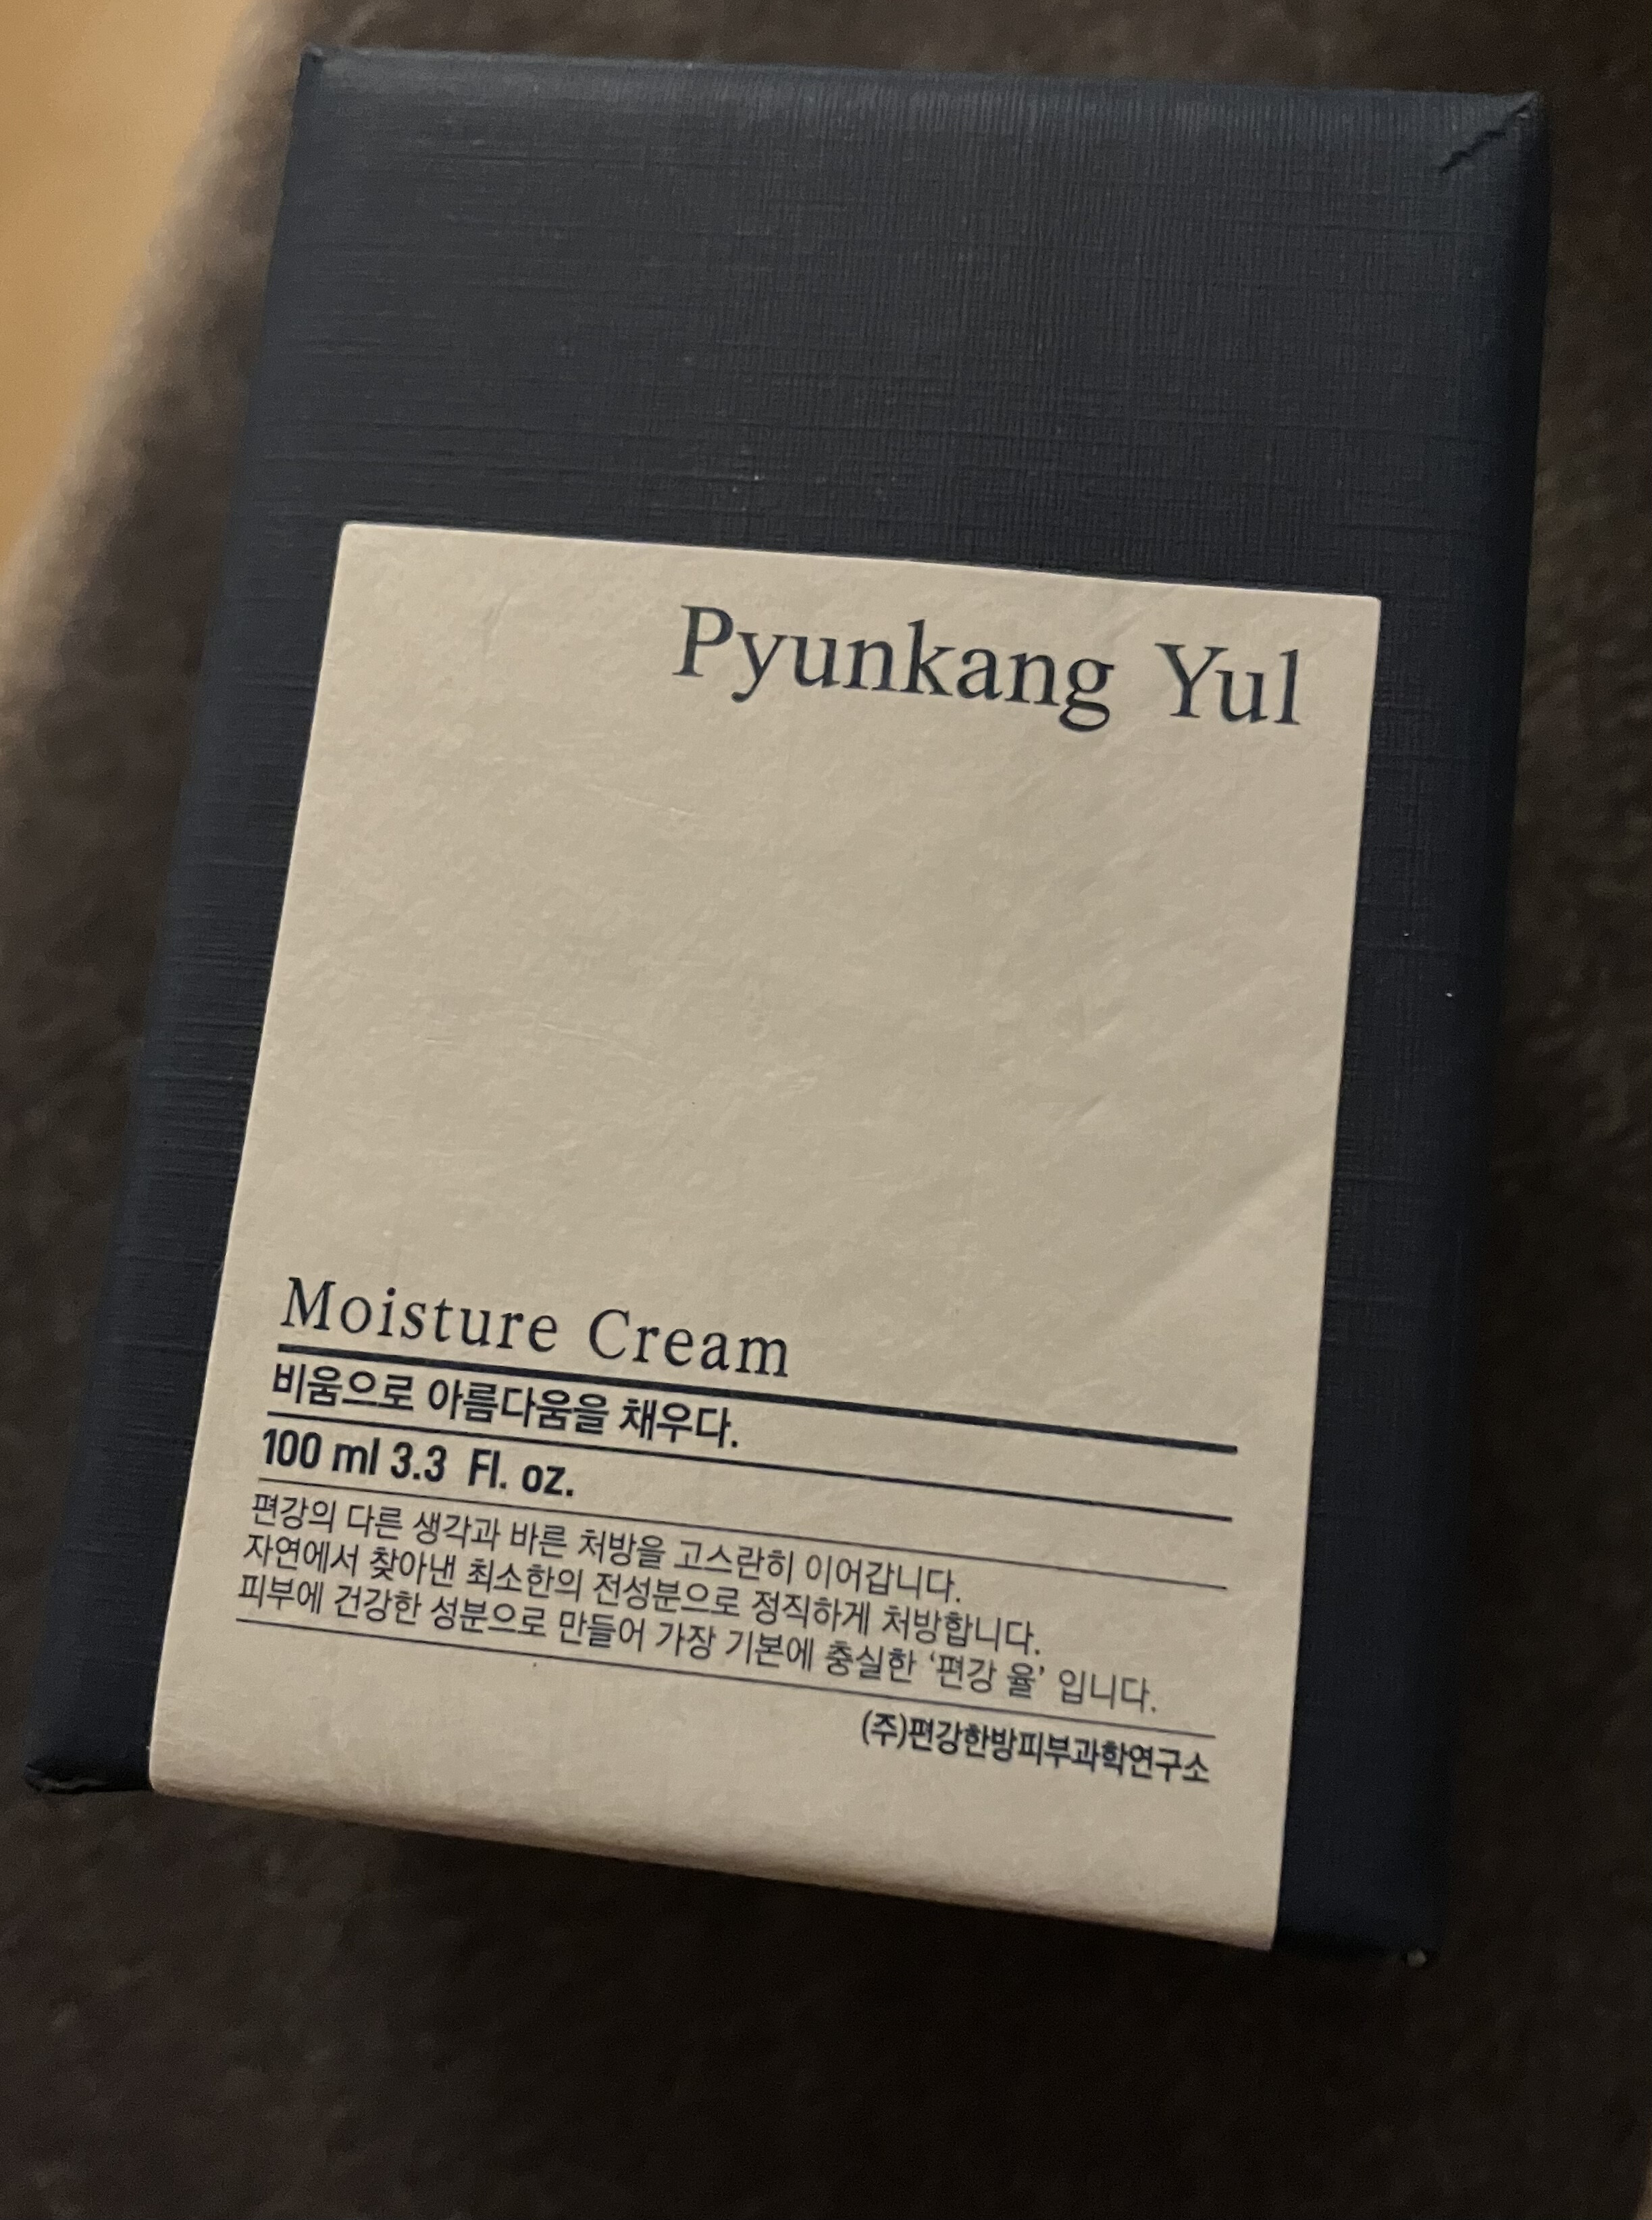 Pyunkang Yul
Moisture Cream
비움으로 아름다움을 채우다.
100 ml 3.3 Fl. oz.
편강의 다른 생각과 바른 처방을 고스란히 이어갑니다.
자연에서 찾아낸 최소한의 전성분으로 정직하게 처방합니다.
피부에 건강한 성분으로 만들어 가장 기본에 충실한 ‘편강 율’ 입니다.
(주)편강한방피부과학연구소